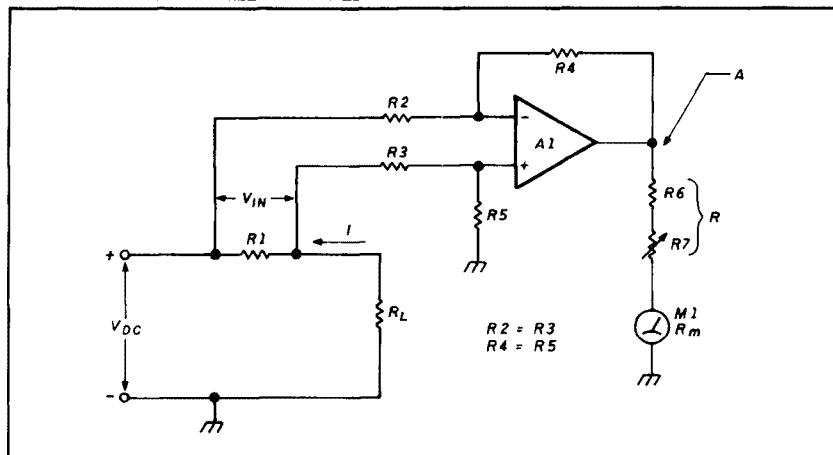 R4
A
R2
-
A1
R3
+
R6
R
V_IN
R5
I
R7
R1
+
V_DC
R_L
M1
R_m
R2 = R3
R4 = R5
-